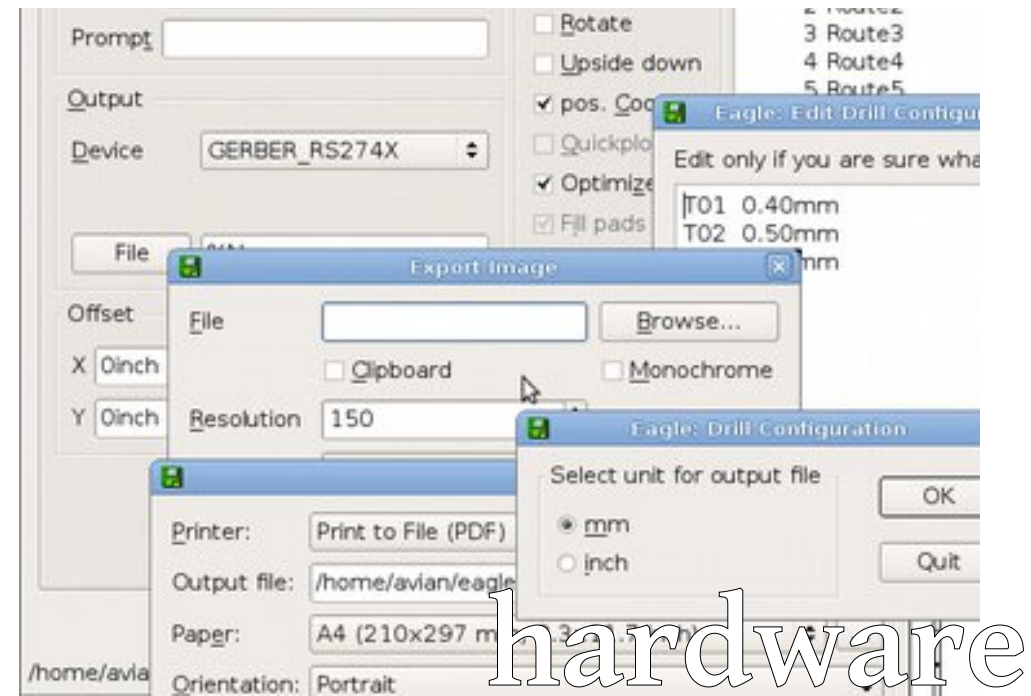 2 Route2
Prompt
Rotate
3 Route3
Upside down
4 Route4
5 Route5
Output
pos. Coo
Eagle: Edit Drill Configur
Device
GERBER_RS274X
Quickplo
Edit only if you are sure wha
Optimize
T01 0.40mm
Fill pads
T02 0.50mm
File
mm
Export Image
Offset
File
Browse...
X 0inch
Clipboard
Monochrome
Y 0inch
Resolution
150
Eagle: Drill Configuration
Select unit for output file
OK
mm
Printer:
Print to File (PDF)
inch
Quit
Output file:
/home/avian/eagle
Paper:
A4 (210x297 m
hardware
/home/avia
Orientation:
Portrait